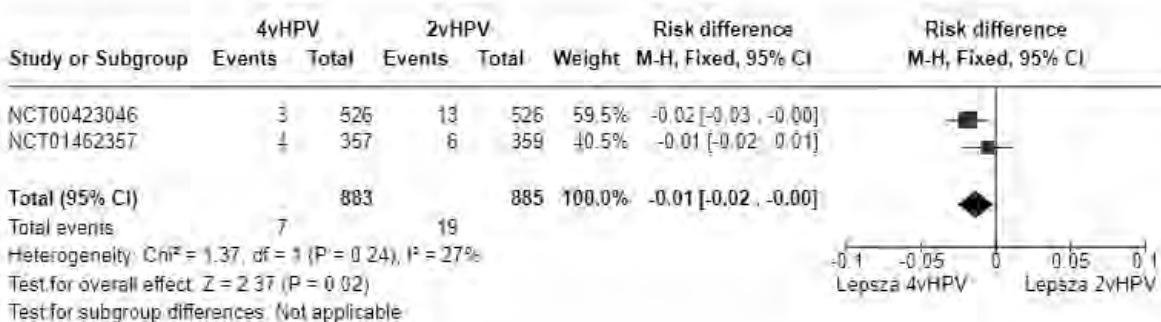 4vHPV 2vHPV Risk difference Risk difference
Study or Subgroup Events Total Events Total Weight M-H, Fixed, 95% CI M-H, Fixed, 95% CI
NCT00423046 3 526 13 526 59.5% -0.02 [-0.03 , -0.00]
NCT01462357 4 357 6 359 40.5% -0.01 [-0.02 , 0.01]
Total (95% CI) 883 885 100.0% -0.01 [-0.02 , -0.00]
Total events 7 19
Heterogeneity: Chi² = 1.37, df = 1 (P = 0.24), I² = 27%
Test for overall effect: Z = 2.37 (P = 0.02)
Test for subgroup differences: Not applicable
-0.1 -0.05 0 0.05 0.1
Lepsza 4vHPV Lepsza 2vHPV